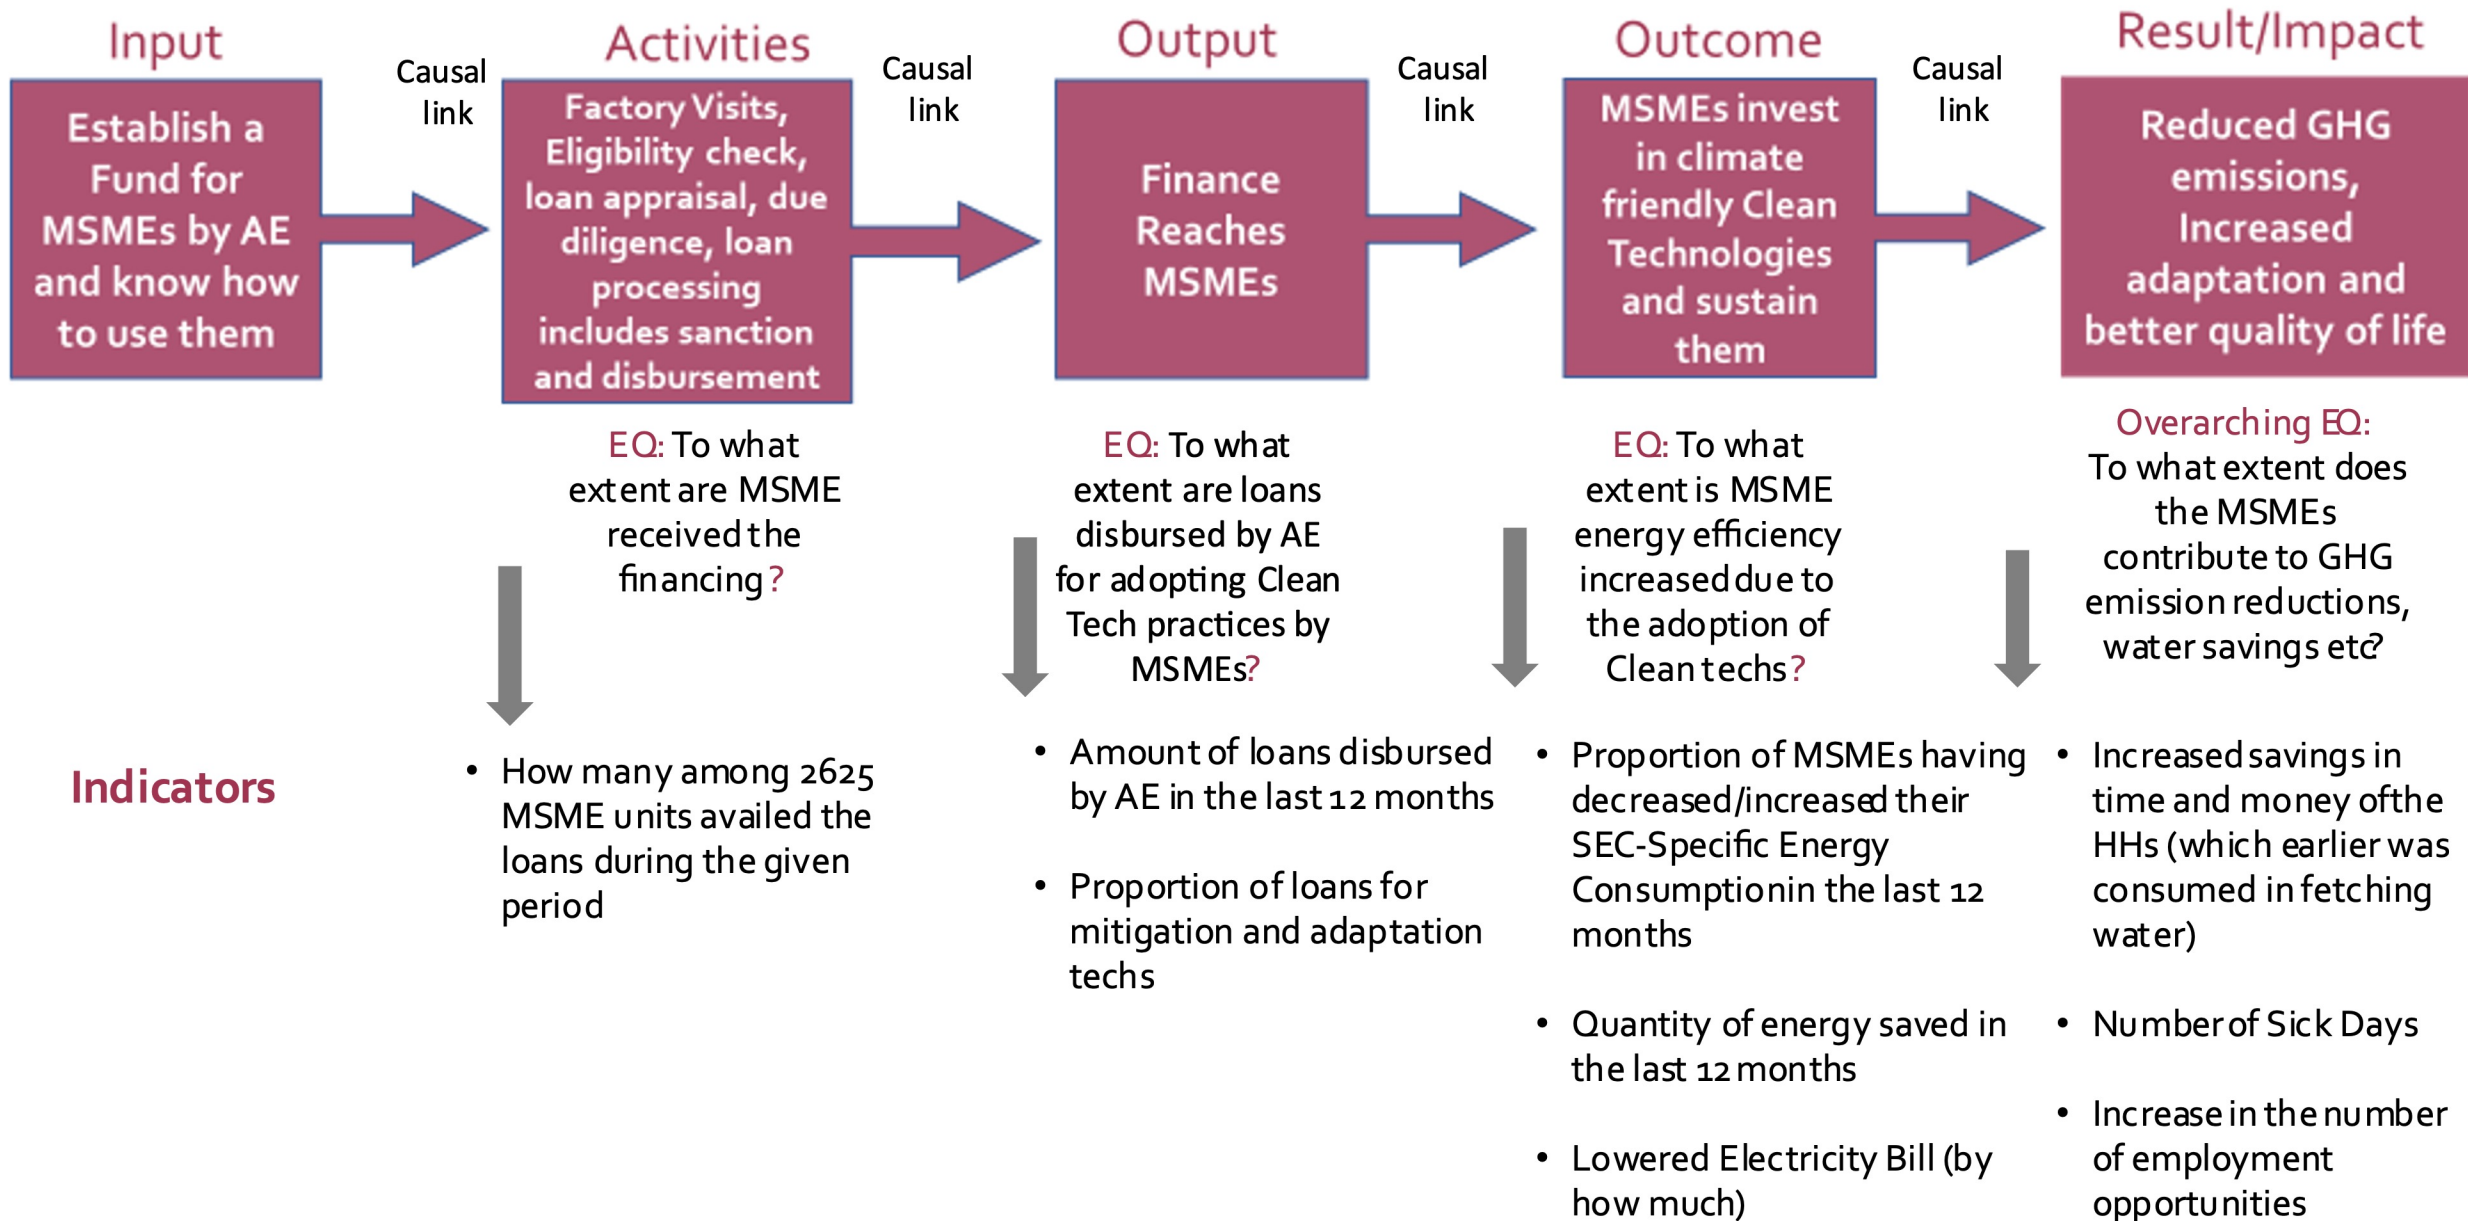 Input
Establish a
Fund for
MSMEs by AE
and know how
to use them
Causal
link
Activities
Factory Visits,
Eligibility check,
loan appraisal, due
diligence, loan
processing
includes sanction
and disbursement
Causal
link
Output
Finance
Reaches
MSMEs
Causal
link
Outcome
MSMEs invest
in climate
friendly Clean
Technologies
and sustain
them
Causal
link
Result/Impact
Reduced GHG
emissions,
Increased
adaptation and
better quality of life
EQ: To what
extent are MSME
received the
financing?
EQ: To what
extent are loans
disbursed by AE
for adopting Clean
Tech practices by
MSMEs?
EQ: To what
extent is MSME
energy efficiency
increased due to
the adoption of
Clean techs?
Overarching EQ:
To what extent does
the MSMEs
contribute to GHG
emission reductions,
water savings etc?
Indicators
• How many among 2625
MSME units availed the
loans during the given
period
• Amount of loans disbursed
by AE in the last 12 months
• Proportion of loans for
mitigation and adaptation
techs
• Proportion of MSMEs having
decreased/increased their
SEC-Specific Energy
Consumption in the last 12
months
• Quantity of energy saved in
the last 12 months
• Lowered Electricity Bill (by
how much)
• Increased savings in
time and money of the
HHs (which earlier was
consumed in fetching
water)
• Number of Sick Days
• Increase in the number
of employment
opportunities